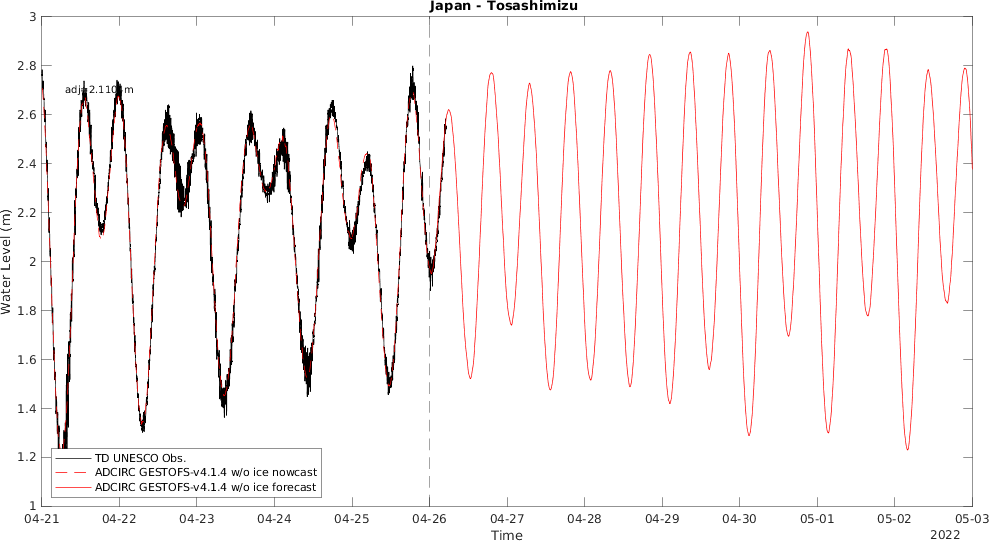 Japan - Tosashimizu
3
2.8
2.6
2.4
2.2
2
1.8
1.6
1.4
1.2
1
Water Level (m)
TD UNESCO Obs.
ADCIRC GESTOFS-v4.1.4 w/o ice nowcast
ADCIRC GESTOFS-v4.1.4 w/o ice forecast
04-21 04-22 04-23 04-24 04-25 04-26 04-27 04-28 04-29 04-30 05-01 05-02 05-03
Time
2022